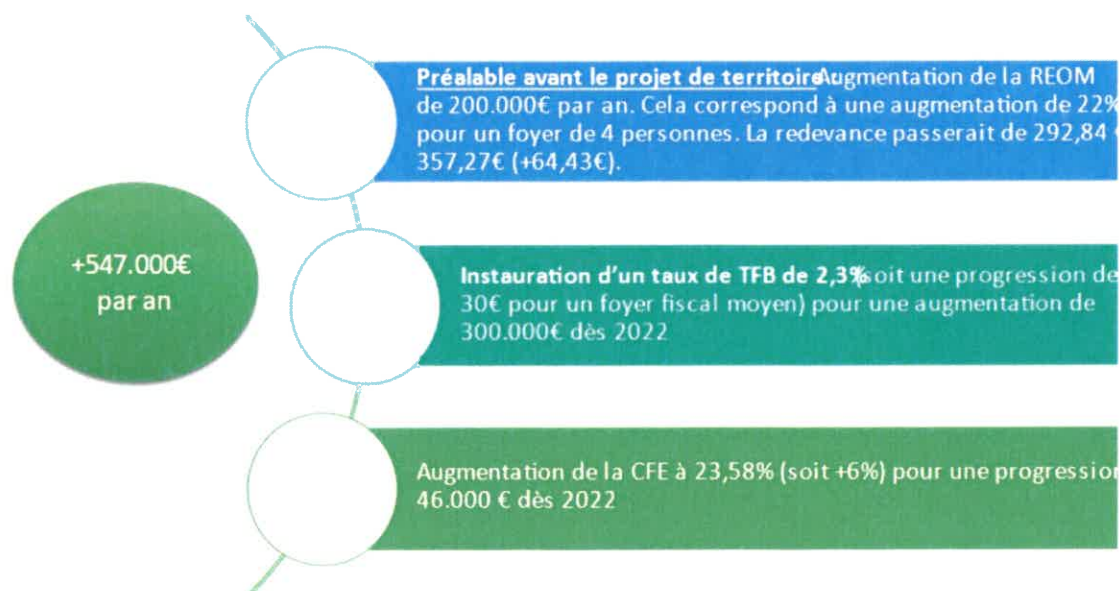 +547.000€
par an
Préalable avant le projet de territoire : Augmentation de la REOM
de 200.000€ par an. Cela correspond à une augmentation de 22%
pour un foyer de 4 personnes. La redevance passerait de 292,84
357,27€ (+64,43€).
Instauration d'un taux de TFB de 2,3% (soit une progression de
30€ pour un foyer fiscal moyen) pour une augmentation de
300.000€ dès 2022
Augmentation de la CFE à 23,58% (soit +6%) pour une progression
46.000 € dès 2022